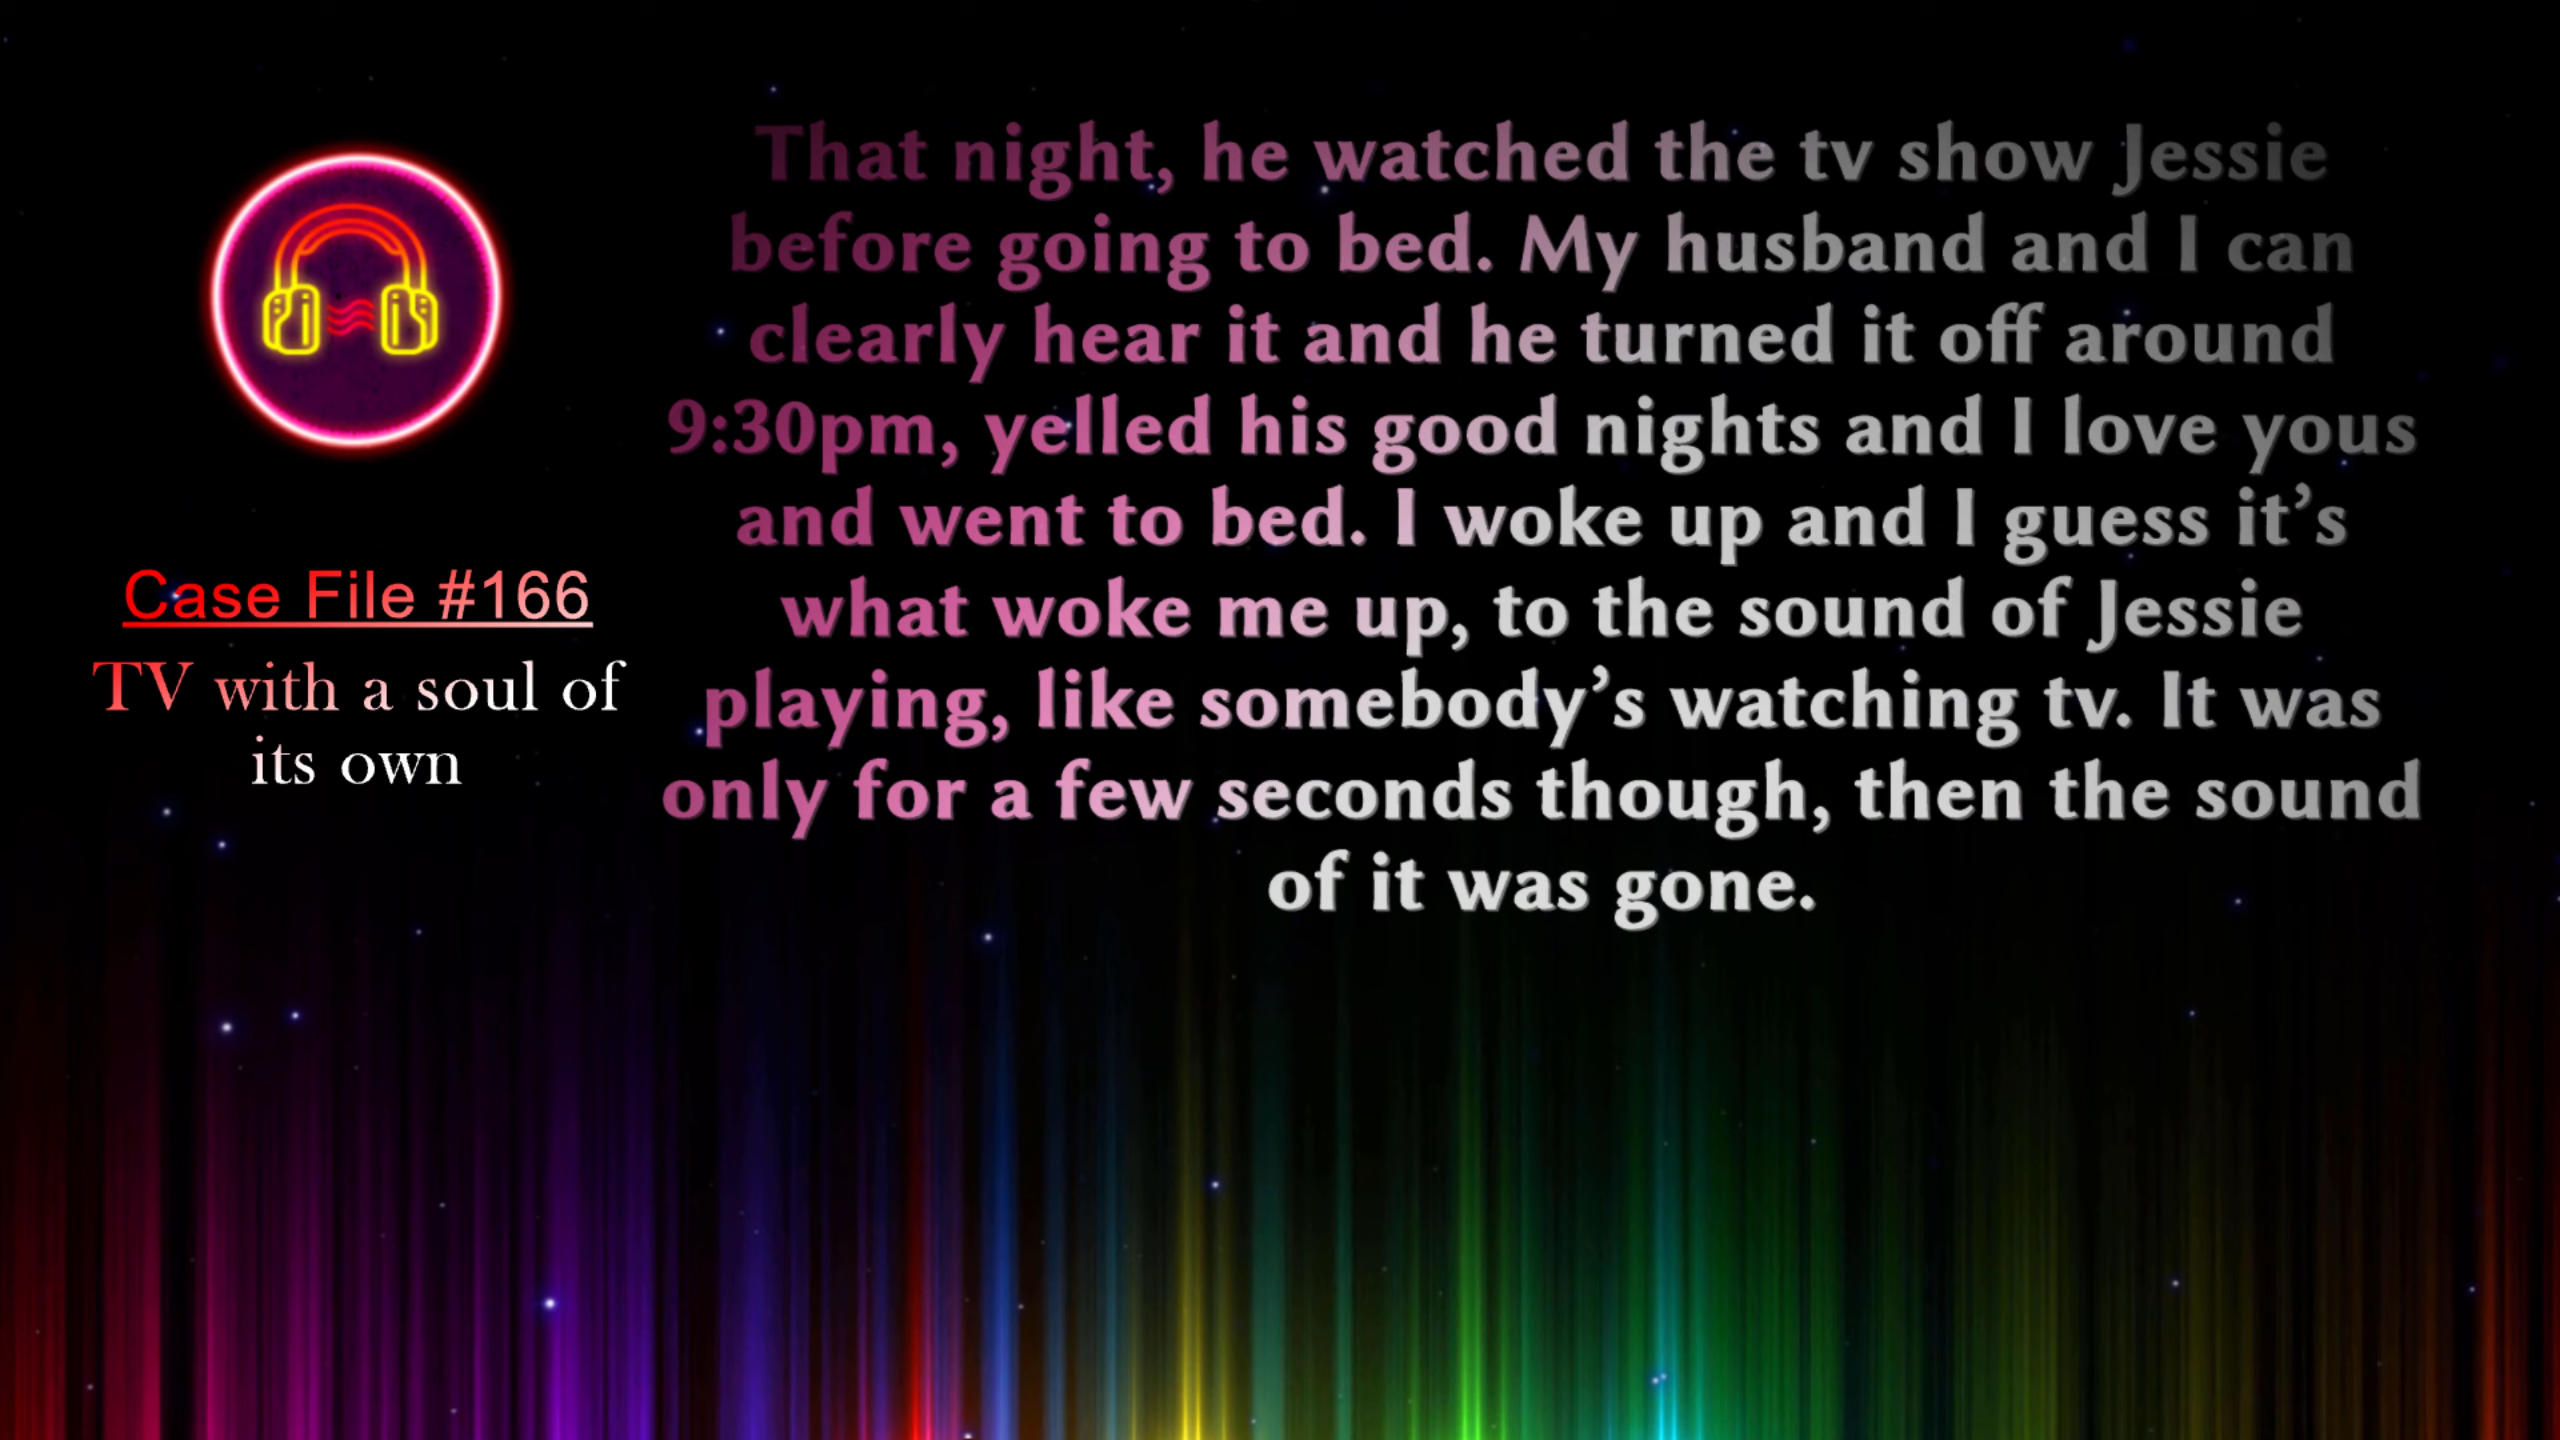 Case File #166
TV with a soul of
its own
That night, he watched the tv show Jessie
before going to bed. My husband and I can
clearly hear it and he turned it off around
9:30pm, yelled his good nights and I love yous
and went to bed. I woke up and I guess it’s
what woke me up, to the sound of Jessie
playing, like somebody’s watching tv. It was
only for a few seconds though, then the sound
of it was gone.